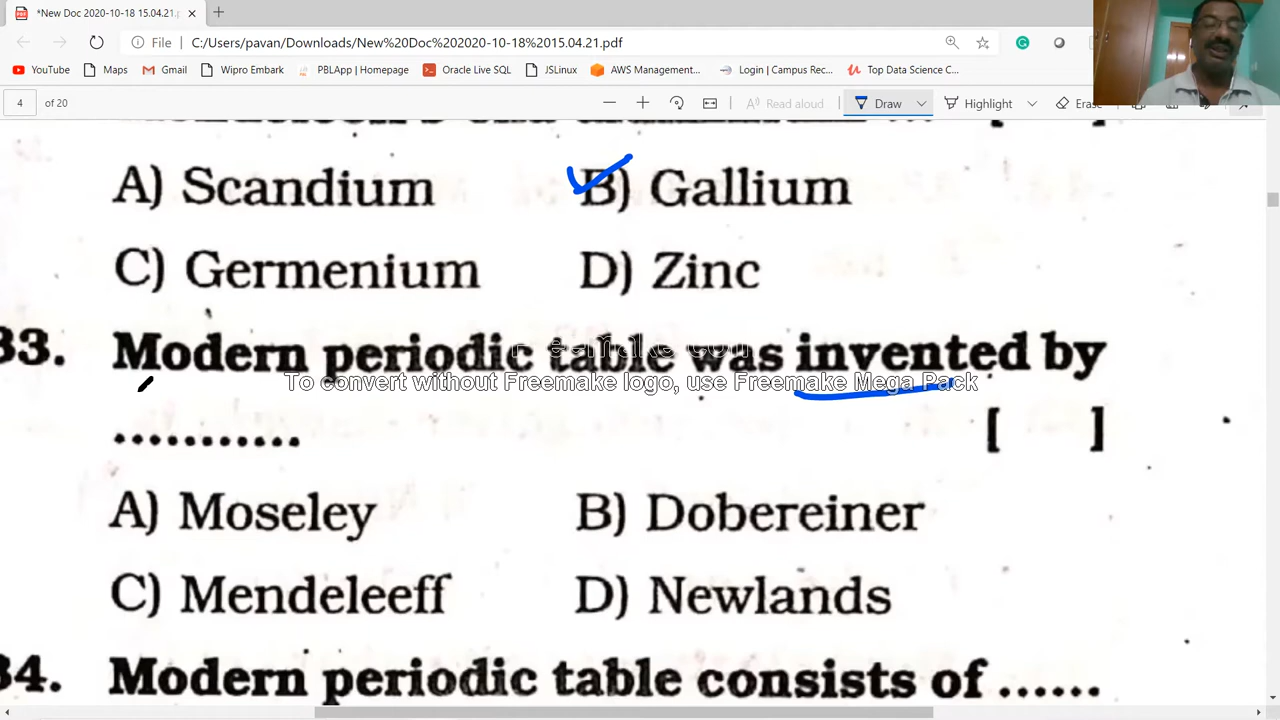 *New Doc 2020-10-18 15.04.21.p
File C:/Users/pavan/Downloads/New%20Doc%202020-10-18%2015.04.21.pdf
YouTube Maps Gmail Wipro Embark PBLApp | Homepage Oracle Live SQL JSLinux AWS Management... Login | Campus Rec... Top Data Science C...
4 of 20 Read aloud Draw Highlight Erase
A) Scandium B) Gallium
C) Germenium D) Zinc
33. Modern periodic table was invented by
To convert without Freemake logo, use Freemake Mega Pack
........... [ ]
A) Moseley B) Dobereiner
C) Mendeleeff D) Newlands
34. Modern periodic table consists of ......